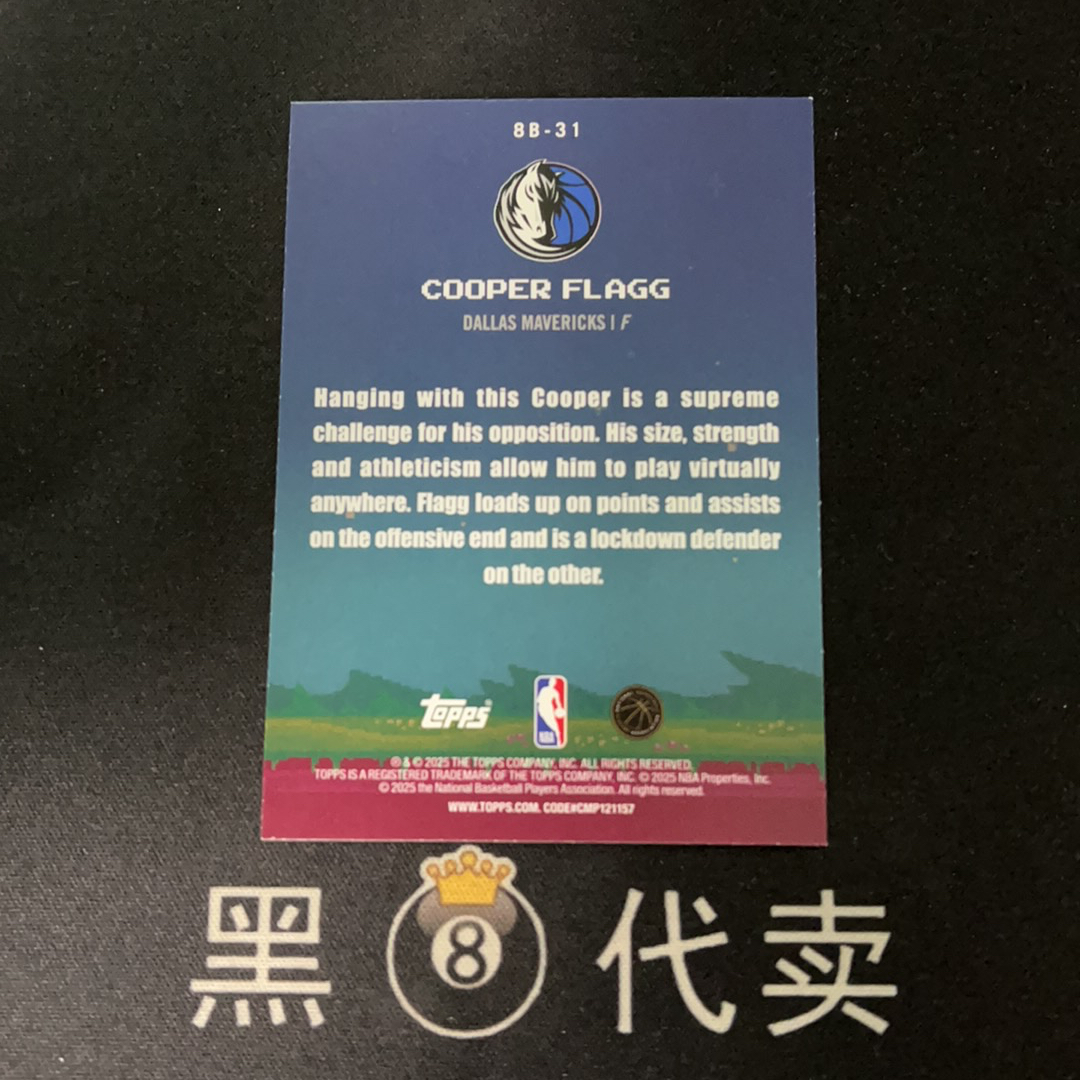 8B-31
COOPER FLAGG
DALLAS MAVERICKS | F
Hanging with this Cooper is a supreme
challenge for his opposition. His size, strength
and athleticism allow him to play virtually
anywhere. Flagg loads up on points and assists
on the offensive end and is a lockdown defender
on the other.
Topps
NBA
® & © 2025 THE TOPPS COMPANY, INC. ALL RIGHTS RESERVED.
TOPPS IS A REGISTERED TRADEMARK OF THE TOPPS COMPANY, INC. © 2025 NBA Properties, Inc.
© 2025 the National Basketball Players Association. All rights reserved.
WWW.TOPPS.COM. CODE#CMP121157
黑 8 代卖